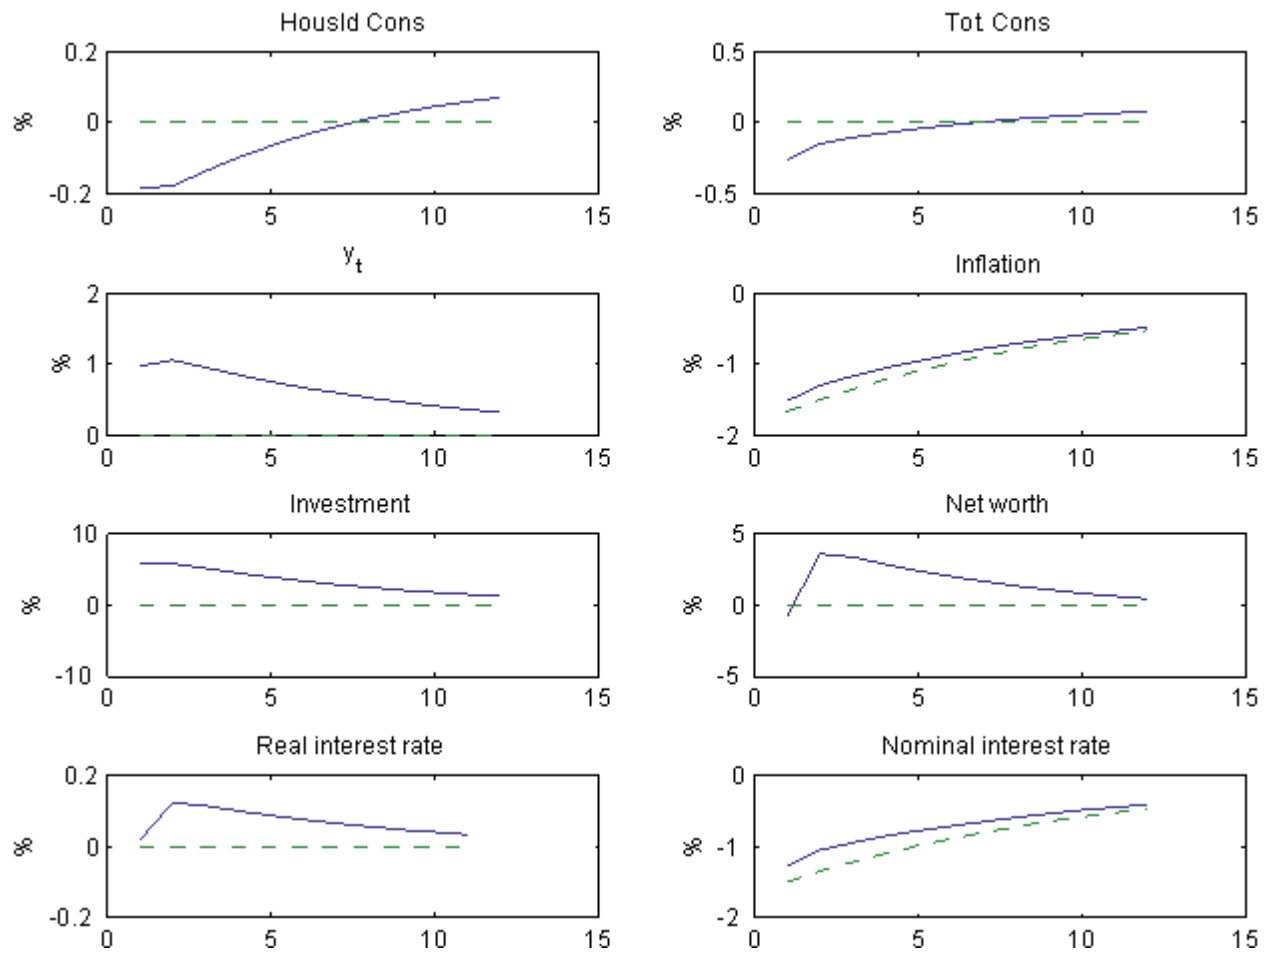 Housld Cons
0.2
0
-0.2
%
0 5 10 15
Tot. Cons
0.5
0
-0.5
%
0 5 10 15
yt
2
1
0
%
0 5 10 15
Inflation
0
-1
-2
%
0 5 10 15
Investment
10
0
-10
%
0 5 10 15
Net worth
5
0
-5
%
0 5 10 15
Real interest rate
0.2
0
-0.2
%
0 5 10 15
Nominal interest rate
0
-1
-2
%
0 5 10 15